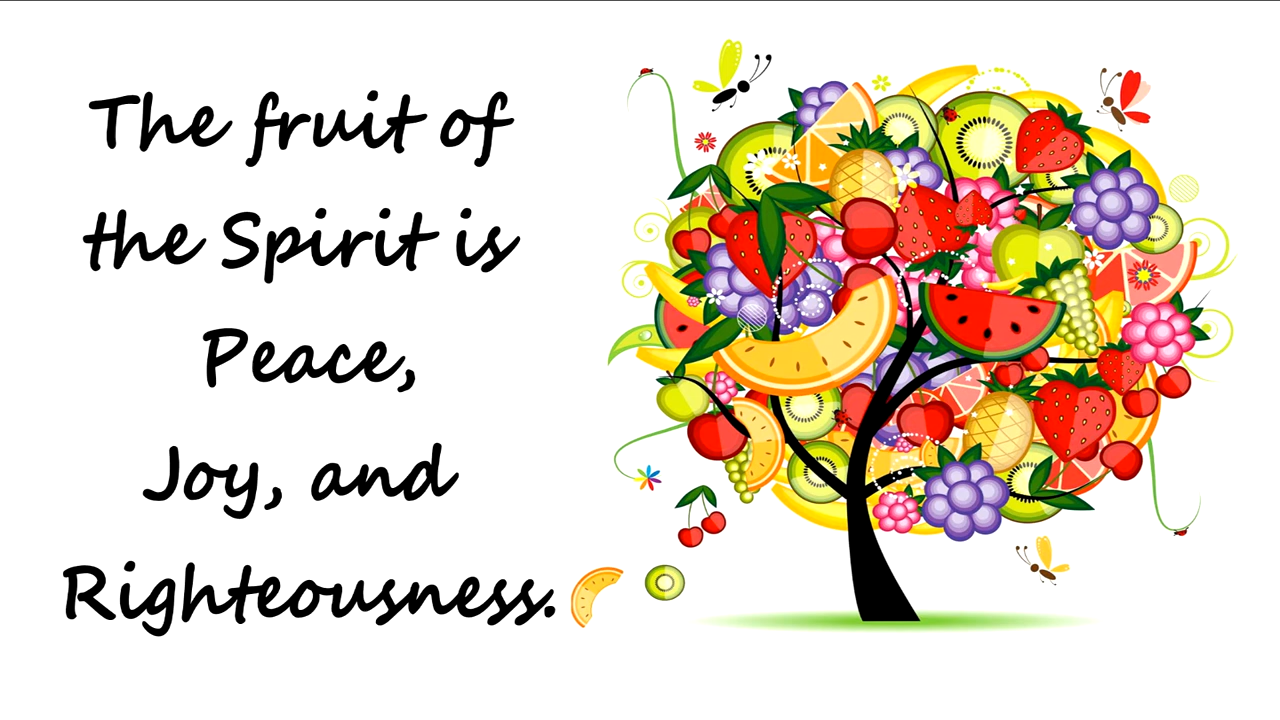 The fruit of
the Spirit is
Peace,
Joy, and
Righteousness.